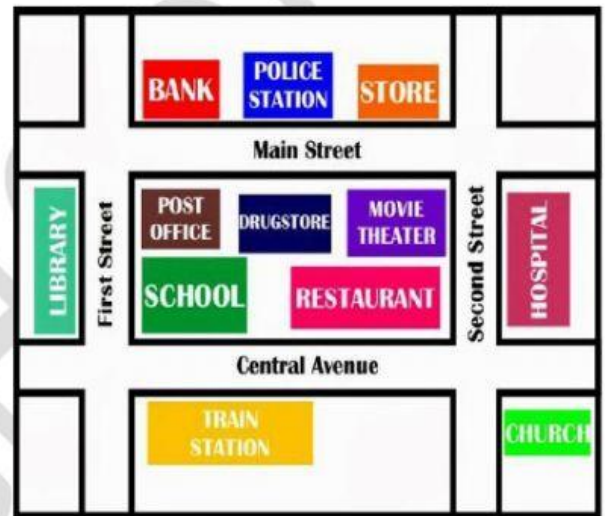 BANK
POLICE
STATION
STORE
Main Street
LIBRARY
First Street
POST
OFFICE
DRUGSTORE
MOVIE
THEATER
Second Street
HOSPITAL
SCHOOL
RESTAURANT
Central Avenue
TRAIN
STATION
CHURCH